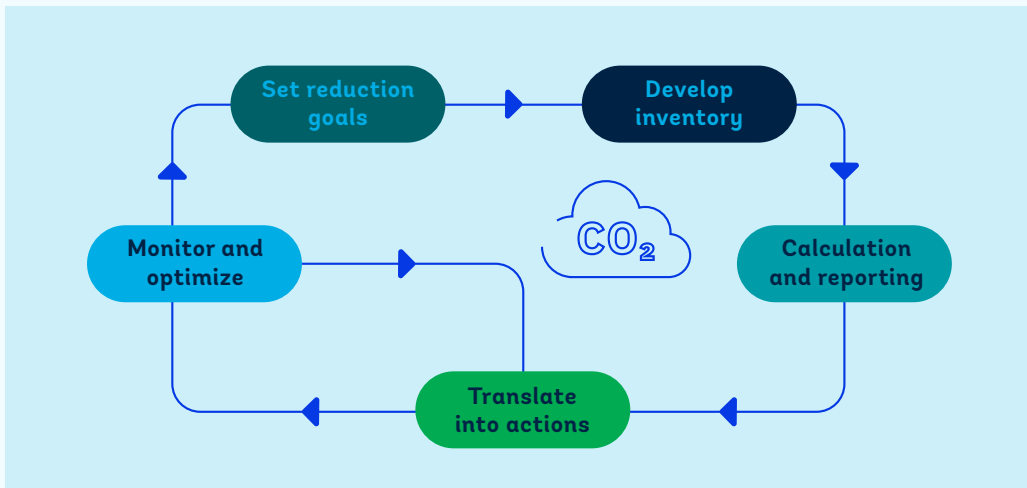 Set reduction
goals
Develop
inventory
Monitor and
optimize
CO₂
Calculation
and reporting
Translate
into actions